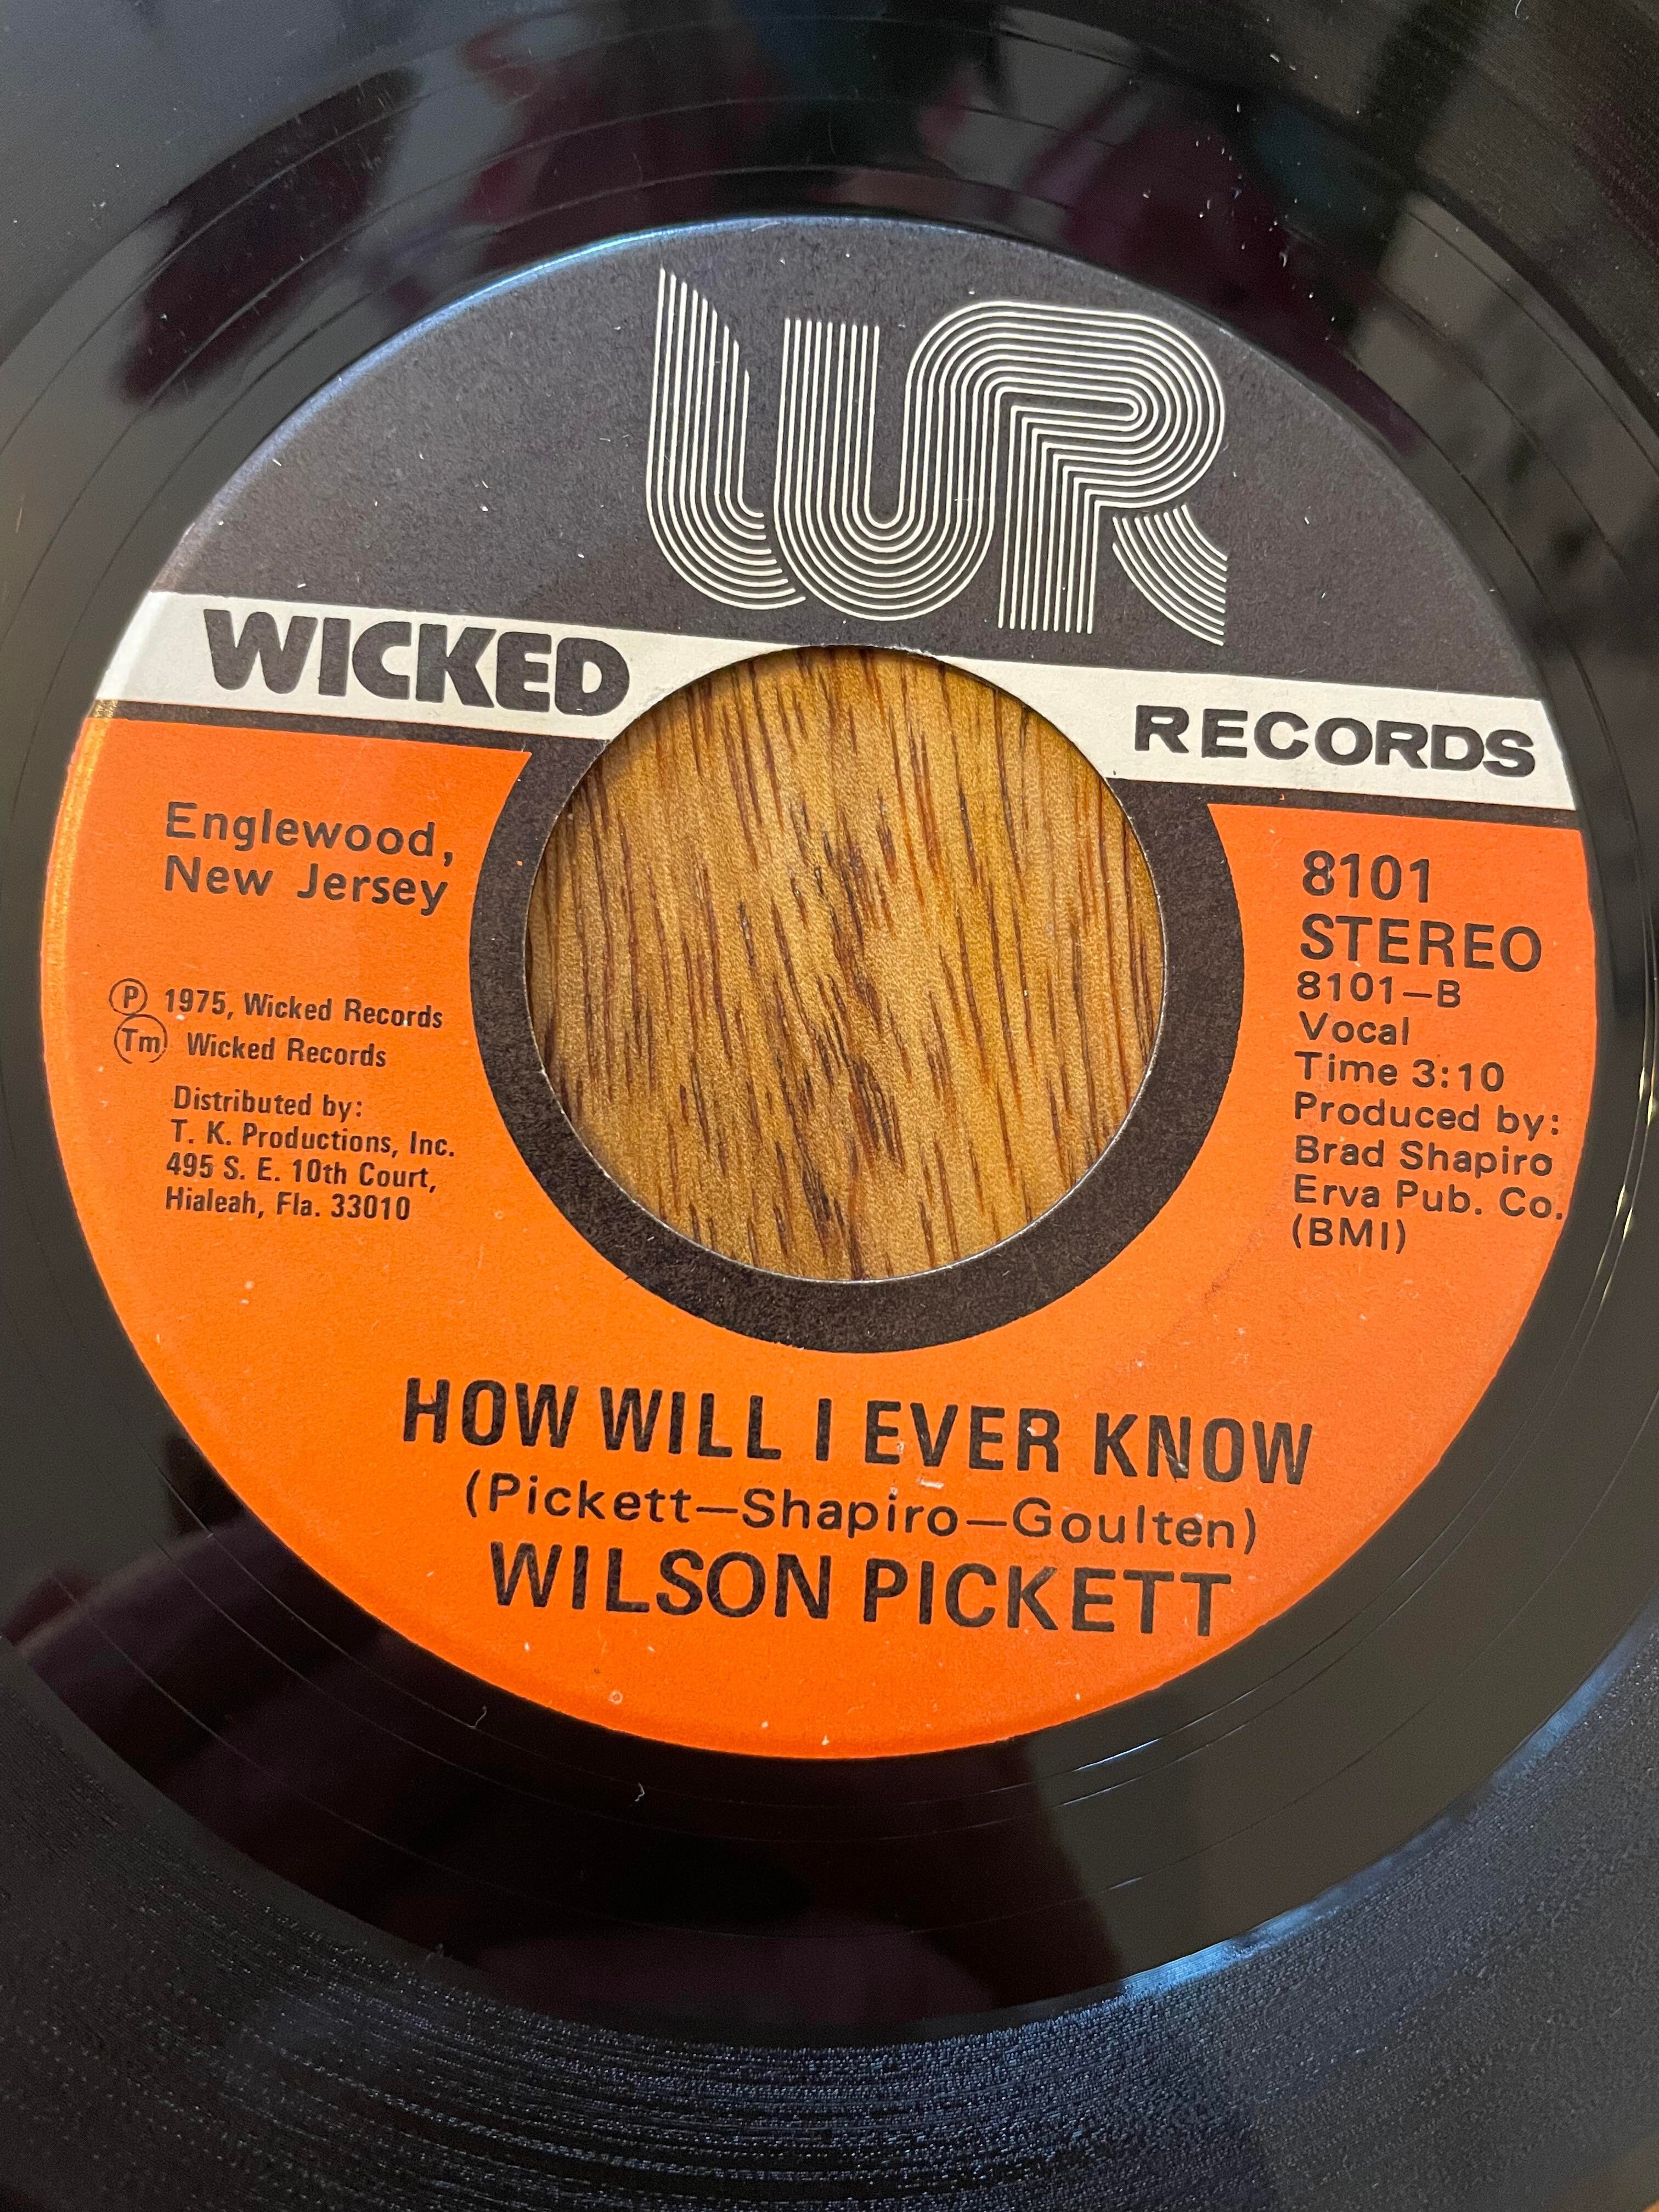 WR
WICKED RECORDS
Englewood,
New Jersey
Ⓟ 1975, Wicked Records
Tm Wicked Records
Distributed by:
T. K. Productions, Inc.
495 S. E. 10th Court,
Hialeah, Fla. 33010
8101
STEREO
8101—B
Vocal
Time 3:10
Produced by:
Brad Shapiro
Erva Pub. Co.
(BMI)
HOW WILL I EVER KNOW
(Pickett—Shapiro—Goulten)
WILSON PICKETT